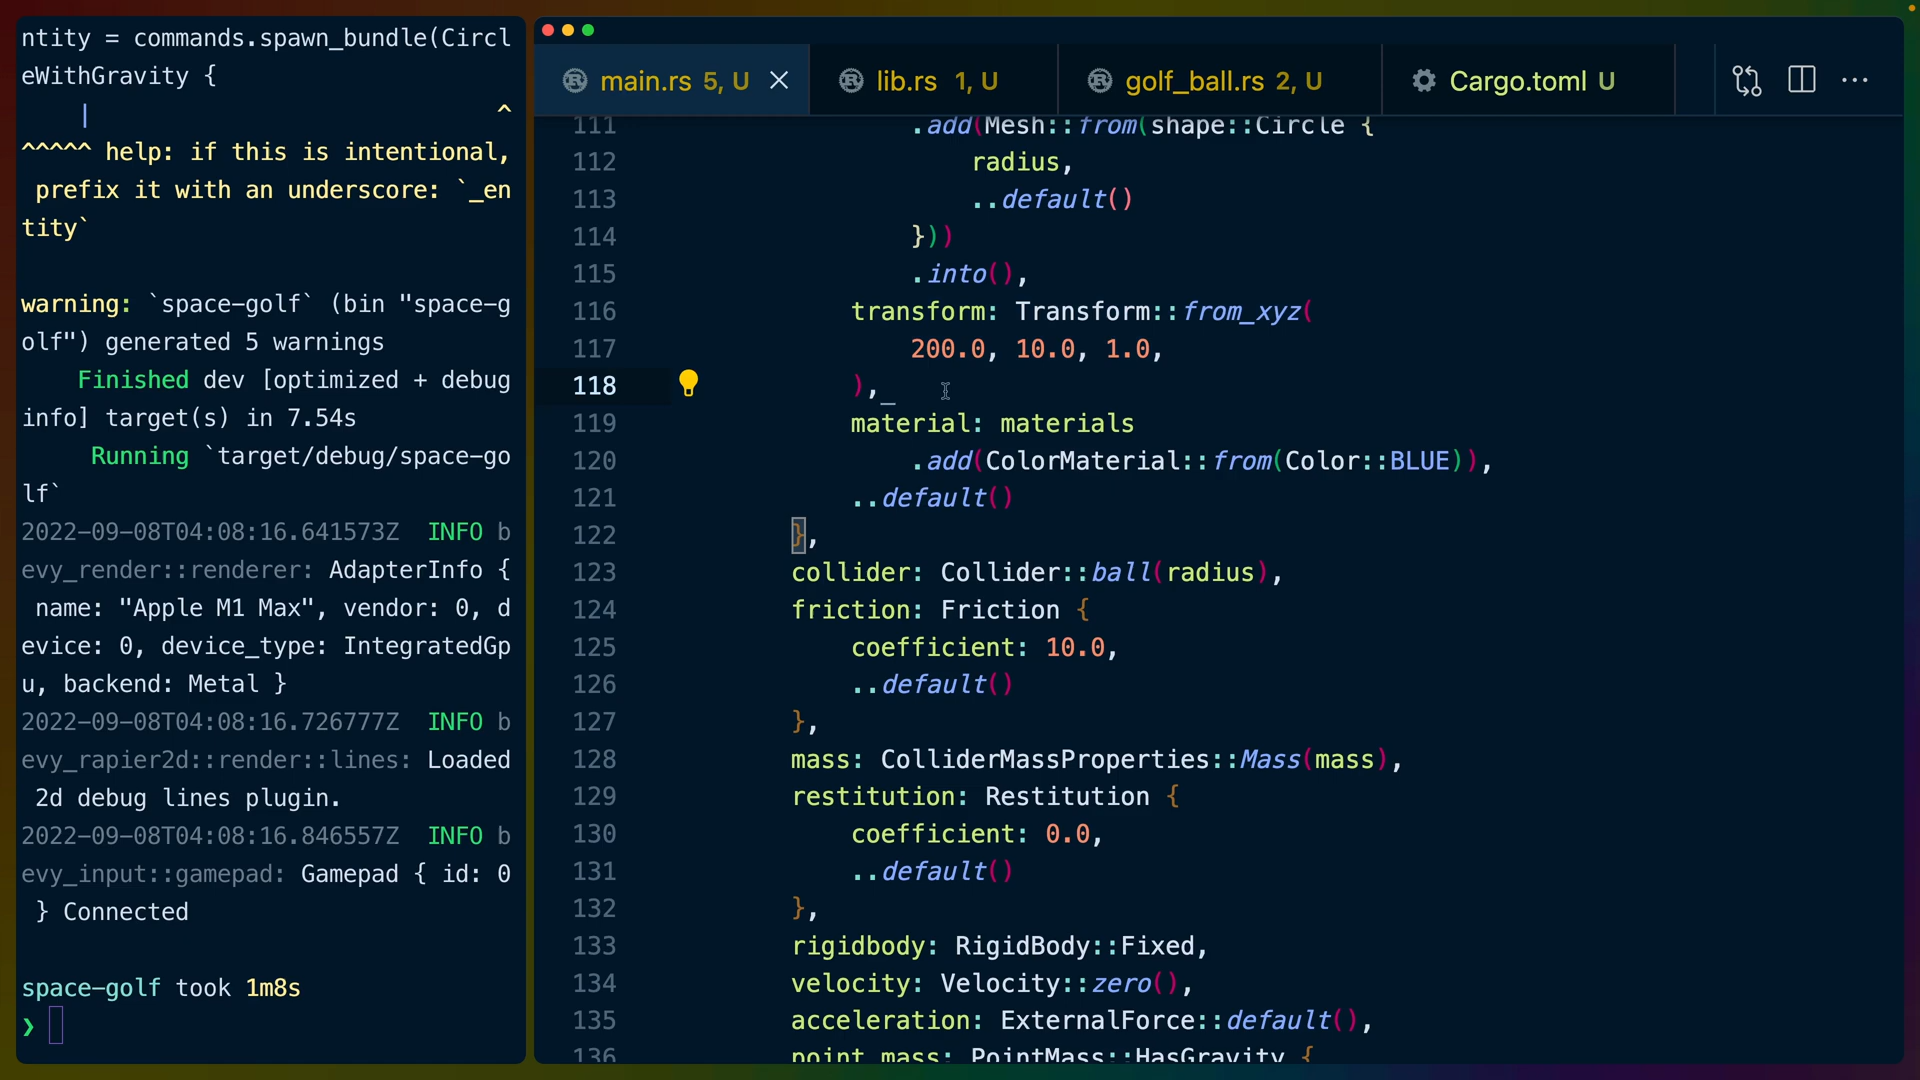 ntity = commands.spawn_bundle(Circl
eWithGravity {
    |                               ^
^^^^^ help: if this is intentional,
 prefix it with an underscore: `_en
tity`
warning: `space-golf` (bin "space-g
olf") generated 5 warnings
    Finished dev [optimized + debug
info] target(s) in 7.54s
     Running `target/debug/space-go
lf`
2022-09-08T04:08:16.641573Z  INFO b
evy_render::renderer: AdapterInfo {
 name: "Apple M1 Max", vendor: 0, d
evice: 0, device_type: IntegratedGp
u, backend: Metal }
2022-09-08T04:08:16.726777Z  INFO b
evy_rapier2d::render::lines: Loaded
 2d debug lines plugin.
2022-09-08T04:08:16.846557Z  INFO b
evy_input::gamepad: Gamepad { id: 0
 } Connected
space-golf took 1m8s
❯
main.rs 5, U
lib.rs 1, U
golf_ball.rs 2, U
Cargo.toml U
111 .add(Mesh::from(shape::Circle {
112 radius,
113 ..default()
114 }))
115 .into(),
116 transform: Transform::from_xyz(
117 200.0, 10.0, 1.0,
118 ),
119 material: materials
120 .add(ColorMaterial::from(Color::BLUE)),
121 ..default()
122 },
123 collider: Collider::ball(radius),
124 friction: Friction {
125 coefficient: 10.0,
126 ..default()
127 },
128 mass: ColliderMassProperties::Mass(mass),
129 restitution: Restitution {
130 coefficient: 0.0,
131 ..default()
132 },
133 rigidbody: RigidBody::Fixed,
134 velocity: Velocity::zero(),
135 acceleration: ExternalForce::default(),
136 point_mass: PointMass::HasGravity {